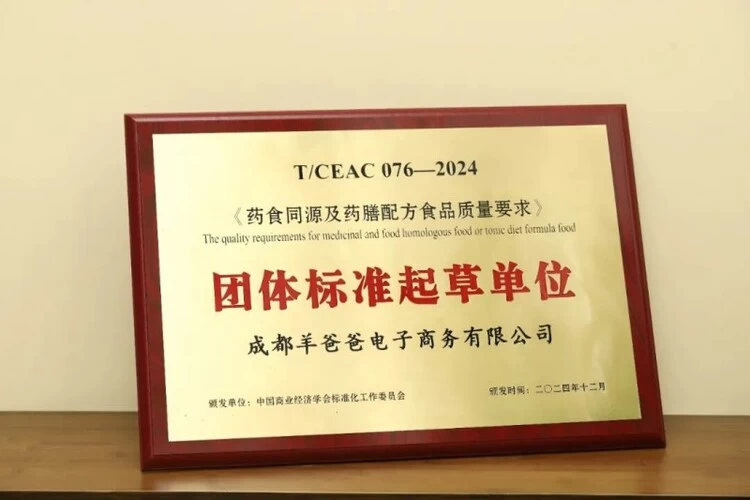 T/CEAC 076—2024
《药食同源及药膳配方食品质量要求》
The quality requirements for medicinal and food homologous food or tonic diet formula food
团体标准起草单位
成都羊爸爸电子商务有限公司
颁发单位：中国商业经济学会标准化工作委员会
颁发时间：二〇二四年十二月